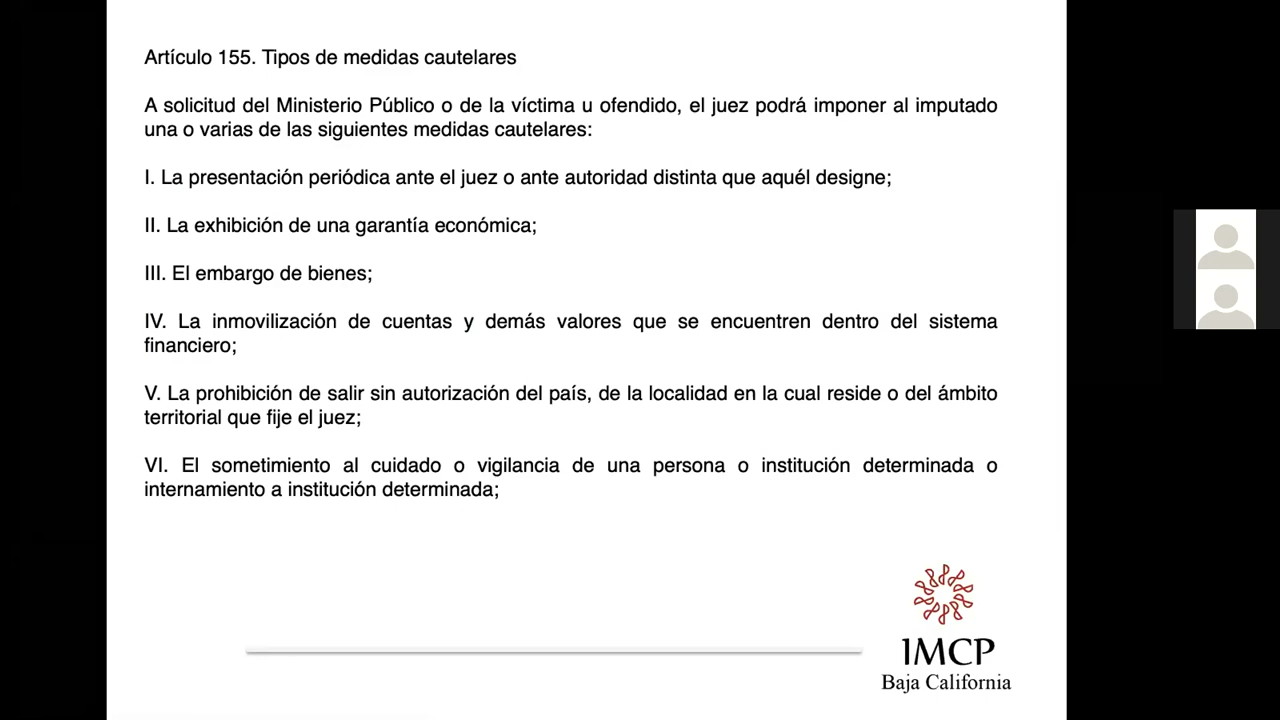 Artículo 155. Tipos de medidas cautelares
A solicitud del Ministerio Público o de la víctima u ofendido, el juez podrá imponer al imputado
una o varias de las siguientes medidas cautelares:
I. La presentación periódica ante el juez o ante autoridad distinta que aquél designe;
II. La exhibición de una garantía económica;
III. El embargo de bienes;
IV. La inmovilización de cuentas y demás valores que se encuentren dentro del sistema
financiero;
V. La prohibición de salir sin autorización del país, de la localidad en la cual reside o del ámbito
territorial que fije el juez;
VI. El sometimiento al cuidado o vigilancia de una persona o institución determinada o
internamiento a institución determinada;
IMCP
Baja California